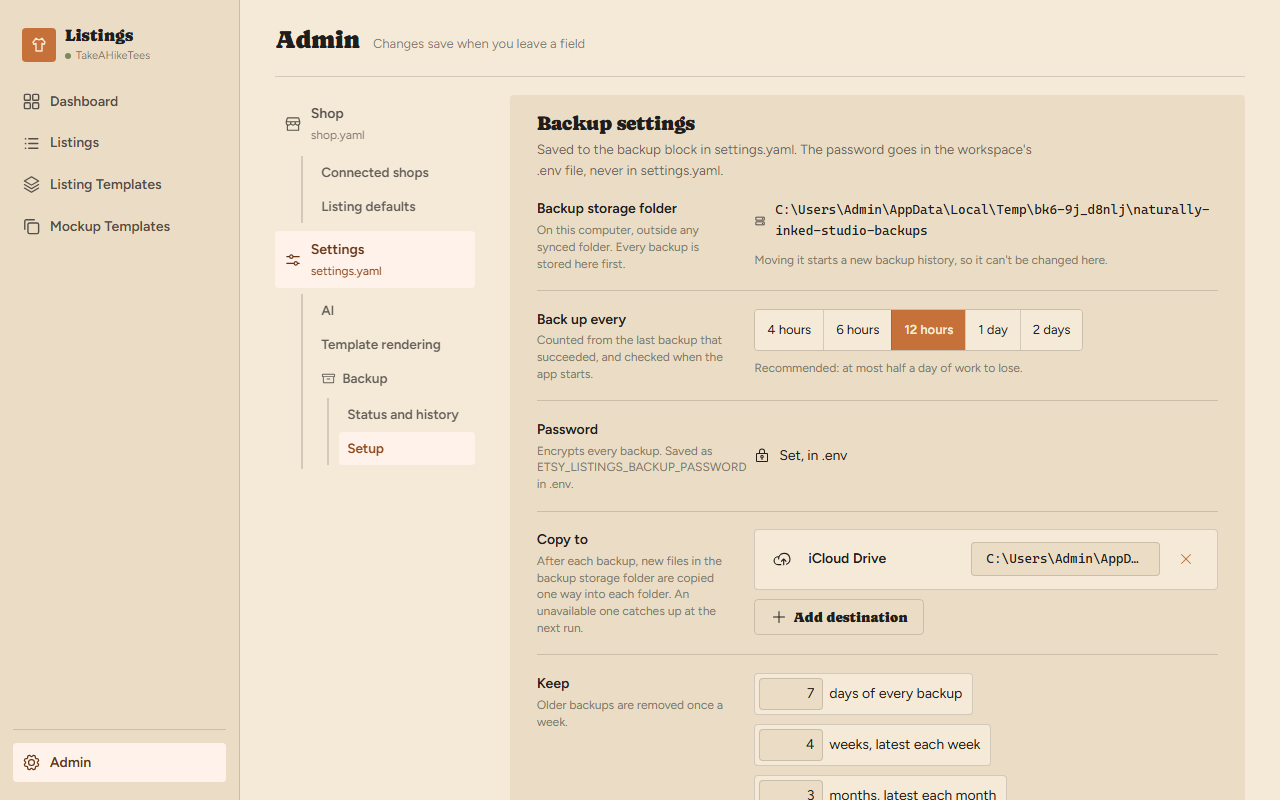 Listings
TakeAHikeTees
Dashboard
Listings
Listing Templates
Mockup Templates
Admin
Admin
Changes save when you leave a field
Shop
shop.yaml
Connected shops
Listing defaults
Settings
settings.yaml
AI
Template rendering
Backup
Status and history
Setup
Backup settings
Saved to the backup block in settings.yaml. The password goes in the workspace's
.env file, never in settings.yaml.
Backup storage folder
On this computer, outside any
synced folder. Every backup is
stored here first.
C:\Users\Admin\AppData\Local\Temp\bk6-9j_d8nlj\naturally-
inked-studio-backups
Moving it starts a new backup history, so it can't be changed here.
Back up every
Counted from the last backup that
succeeded, and checked when the
app starts.
4 hours 6 hours 12 hours 1 day 2 days
Recommended: at most half a day of work to lose.
Password
Encrypts every backup. Saved as
ETSY_LISTINGS_BACKUP_PASSWORD
in .env.
Set, in .env
Copy to
After each backup, new files in the
backup storage folder are copied
one way into each folder. An
unavailable one catches up at the
next run.
iCloud Drive C:\Users\Admin\AppD…
Add destination
Keep
Older backups are removed once a
week.
7 days of every backup
4 weeks, latest each week
3 months, latest each month